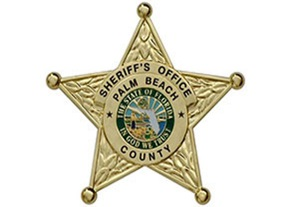 SHERIFF'S OFFICE
PALM BEACH
THE STATE OF FLORIDA
IN GOD WE TRUST
COUNTY